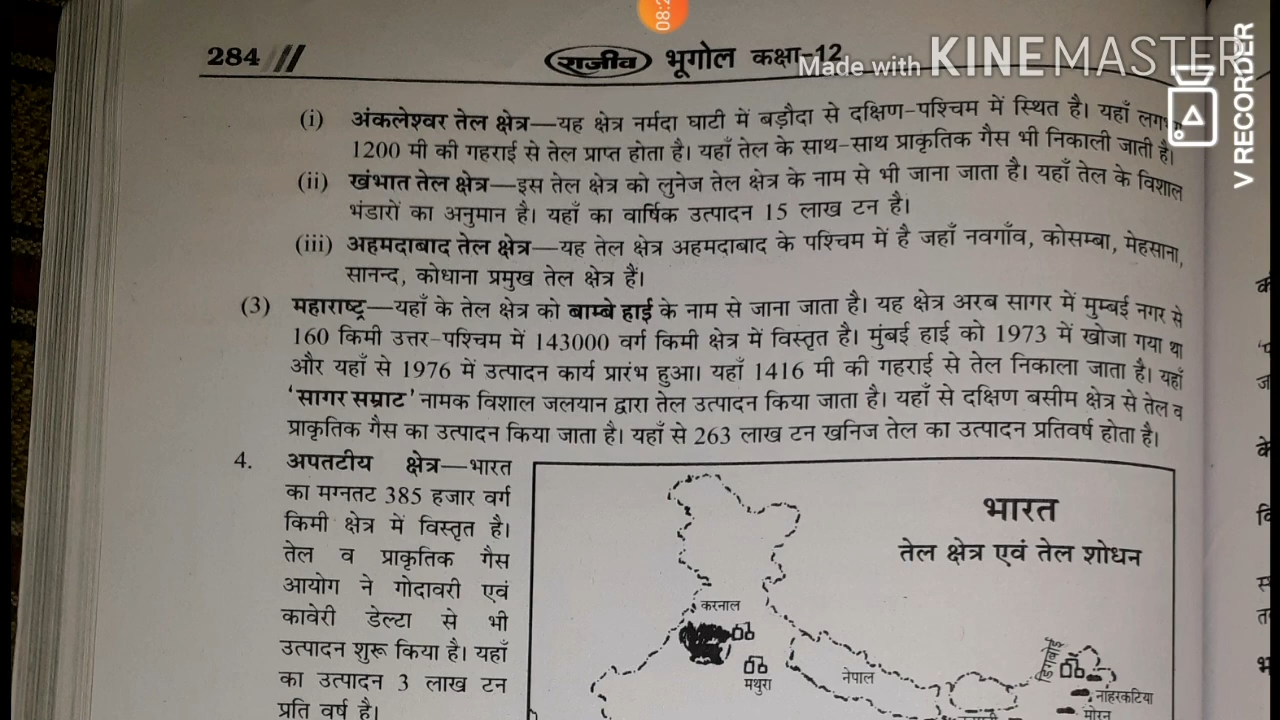 08:2
284
राजीव भूगोल कक्षा-12
Made with KINEMASTER
V RECORDER
(i) अंकलेश्वर तेल क्षेत्र—यह क्षेत्र नर्मदा घाटी में बड़ौदा से दक्षिण-पश्चिम में स्थित है। यहाँ
1200 मी की गहराई से तेल प्राप्त होता है। यहाँ तेल के साथ-साथ प्राकृतिक गैस भी निकाली जाती है।
(ii) खंभात तेल क्षेत्र—इस तेल क्षेत्र को लुनेज तेल क्षेत्र के नाम से भी जाना जाता है। यहाँ तेल के विशाल
भंडारों का अनुमान है। यहाँ का वार्षिक उत्पादन 15 लाख टन है।
(iii) अहमदाबाद तेल क्षेत्र—यह तेल क्षेत्र अहमदाबाद के पश्चिम में है जहाँ नवगाँव, कोसम्बा, मेहसाना,
सानन्द, कोधाना प्रमुख तेल क्षेत्र हैं।
(3) महाराष्ट्र—यहाँ के तेल क्षेत्र को बाम्बे हाई के नाम से जाना जाता है। यह क्षेत्र अरब सागर में मुम्बई नगर से
160 किमी उत्तर-पश्चिम में 143000 वर्ग किमी क्षेत्र में विस्तृत है। मुंबई हाई को 1973 में खोजा गया था
और यहाँ से 1976 में उत्पादन कार्य प्रारंभ हुआ। यहाँ 1416 मी की गहराई से तेल निकाला जाता है। यहाँ
'सागर सम्राट' नामक विशाल जलयान द्वारा तेल उत्पादन किया जाता है। यहाँ से दक्षिण बसीम क्षेत्र से तेल व
प्राकृतिक गैस का उत्पादन किया जाता है। यहाँ से 263 लाख टन खनिज तेल का उत्पादन प्रतिवर्ष होता है।
4. अपतटीय क्षेत्र—भारत
का मग्नतट 385 हजार वर्ग
किमी क्षेत्र में विस्तृत है।
तेल व प्राकृतिक गैस
आयोग ने गोदावरी एवं
कावेरी डेल्टा से भी
उत्पादन शुरू किया है। यहाँ
का उत्पादन 3 लाख टन
प्रति वर्ष है।
भारत
तेल क्षेत्र एवं तेल शोधन
करनाल
मथुरा
नेपाल
डिगबोई
नाहरकटिया
मोरन